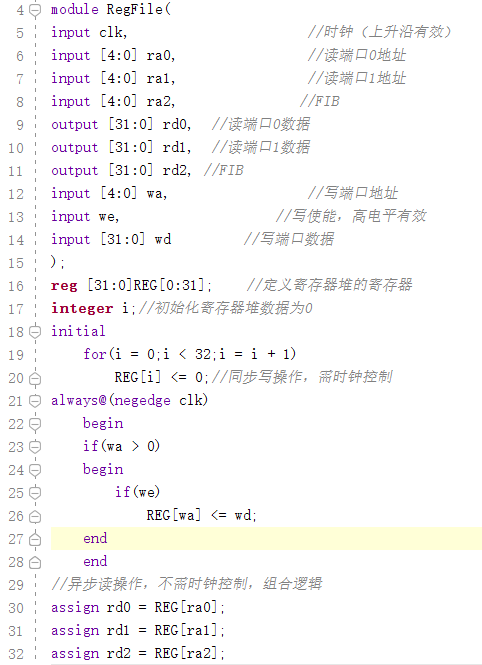 4 module RegFile(
5 input clk, //时钟（上升沿有效）
6 input [4:0] ra0, //读端口0地址
7 input [4:0] ra1, //读端口1地址
8 input [4:0] ra2, //FIB
9 output [31:0] rd0, //读端口0数据
10 output [31:0] rd1, //读端口1数据
11 output [31:0] rd2, //FIB
12 input [4:0] wa, //写端口地址
13 input we, //写使能，高电平有效
14 input [31:0] wd //写端口数据
15 );
16 reg [31:0]REG[0:31]; //定义寄存器堆的寄存器
17 integer i;//初始化寄存器堆数据为0
18 initial
19 for(i = 0;i < 32;i = i + 1)
20 REG[i] <= 0;//同步写操作，需时钟控制
21 always@(negedge clk)
22 begin
23 if(wa > 0)
24 begin
25 if(we)
26 REG[wa] <= wd;
27 end
28 end
29 //异步读操作，不需时钟控制，组合逻辑
30 assign rd0 = REG[ra0];
31 assign rd1 = REG[ra1];
32 assign rd2 = REG[ra2];